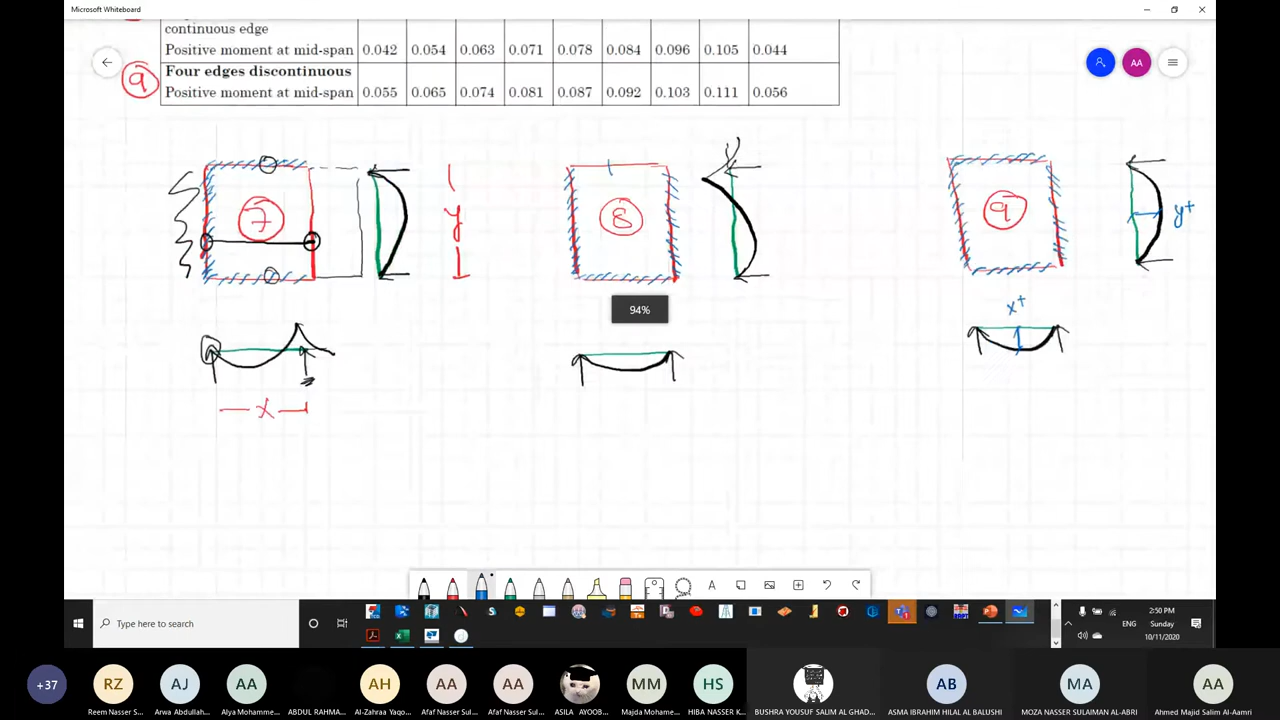 Microsoft Whiteboard
continuous edge
Positive moment at mid-span 0.042 0.054 0.063 0.071 0.078 0.084 0.096 0.105 0.044
9 Four edges discontinuous
Positive moment at mid-span 0.055 0.065 0.074 0.081 0.087 0.092 0.103 0.111 0.056
AA
7
y
8
9
y+
94%
x+
x
A
2:50 PM
Type here to search
ENG Sunday
10/11/2020
+37 RZ AJ AA AH AA AA MM HS AB MA AA
Reem Nasser S... Arwa Abdullah... Alya Mohamme... ABDUL RAHMA... Al-Zahraa Yaqo... Afaf Nasser Sul... Afaf Nasser Sul... ASILA AYOOB... Majda Mohame... HIBA NASSER K... BUSHRA YOUSUF SALIM AL GHAD... ASMA IBRAHIM HILAL AL BALUSHI MOZA NASSER SULAIMAN AL-ABRI Ahmed Majid Salim Al-Aamri